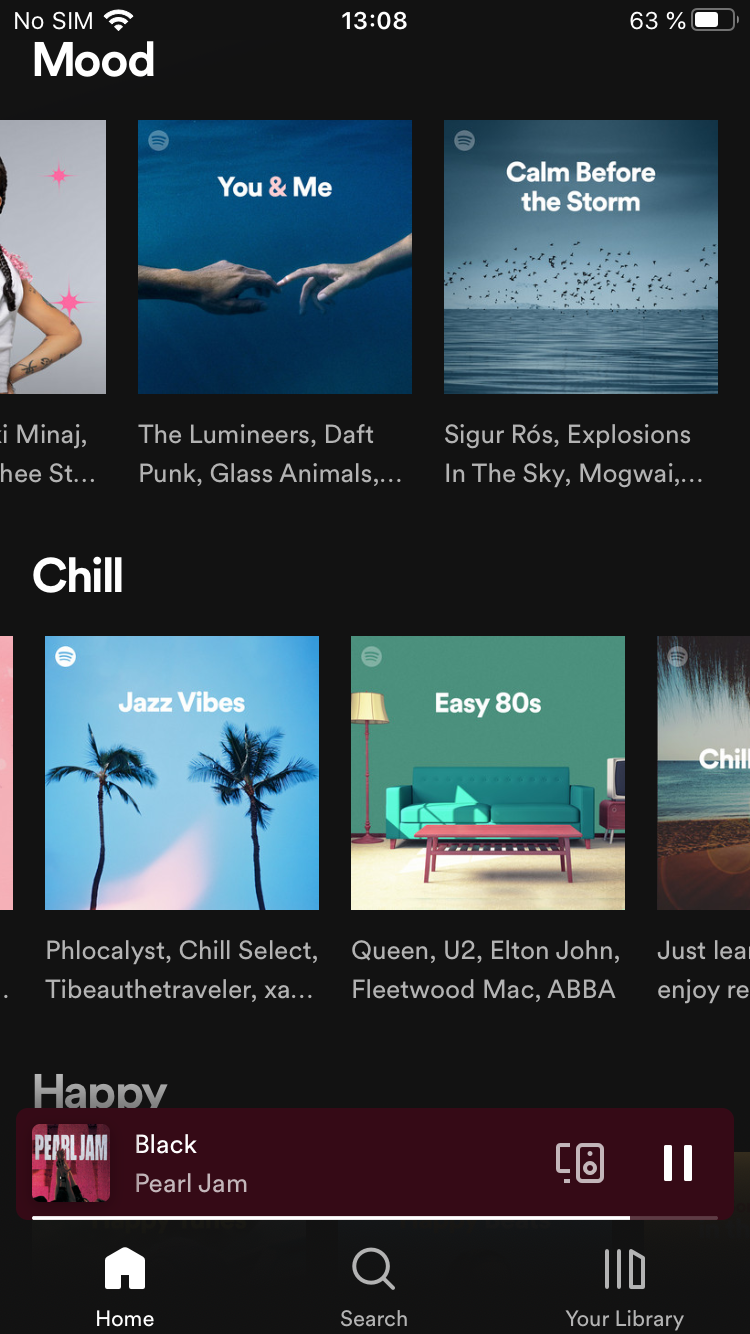 No SIM 13:08 63 %
Mood
You & Me
Calm Before
the Storm
i Minaj,
hee St...
The Lumineers, Daft
Punk, Glass Animals,...
Sigur Rós, Explosions
In The Sky, Mogwai,...
Chill
Jazz Vibes
Easy 80s
Chill
Phlocalyst, Chill Select,
Tibeauthetraveler, xa...
Queen, U2, Elton John,
Fleetwood Mac, ABBA
Just lea
enjoy re
Happy
PEARL JAM
Black
Pearl Jam
Home
Search
Your Library